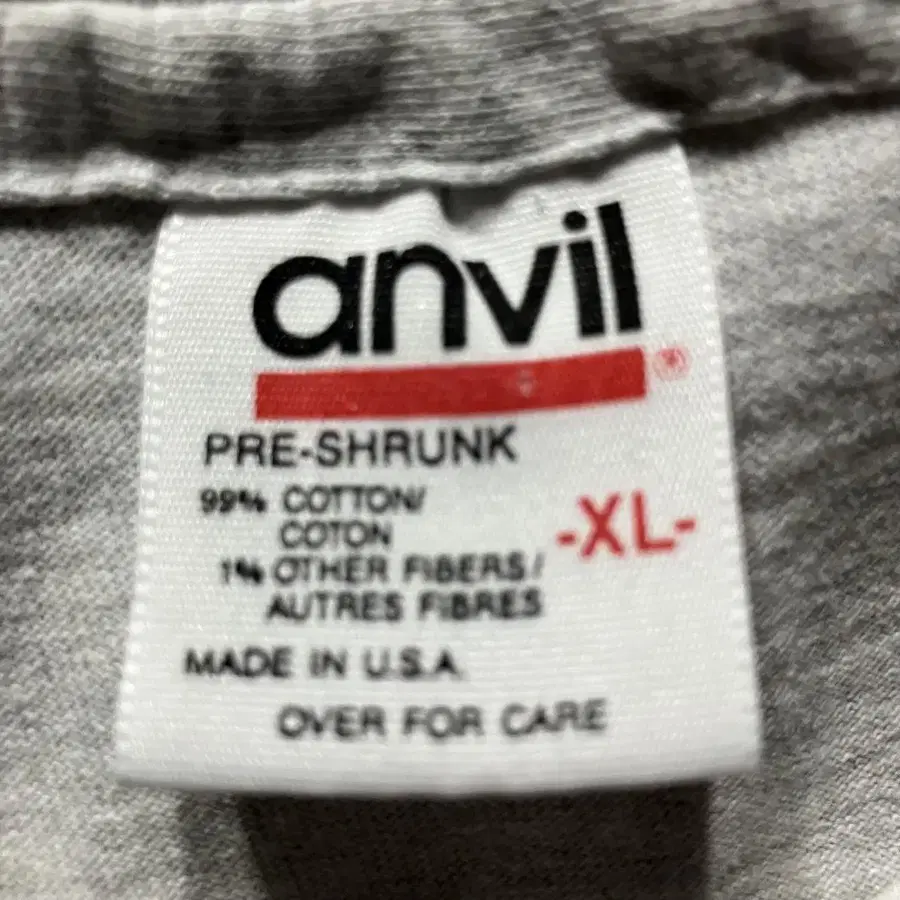 anvil
®
PRE-SHRUNK
99% COTTON/
COTON
-XL-
1% OTHER FIBERS/
AUTRES FIBRES
MADE IN U.S.A.
OVER FOR CARE